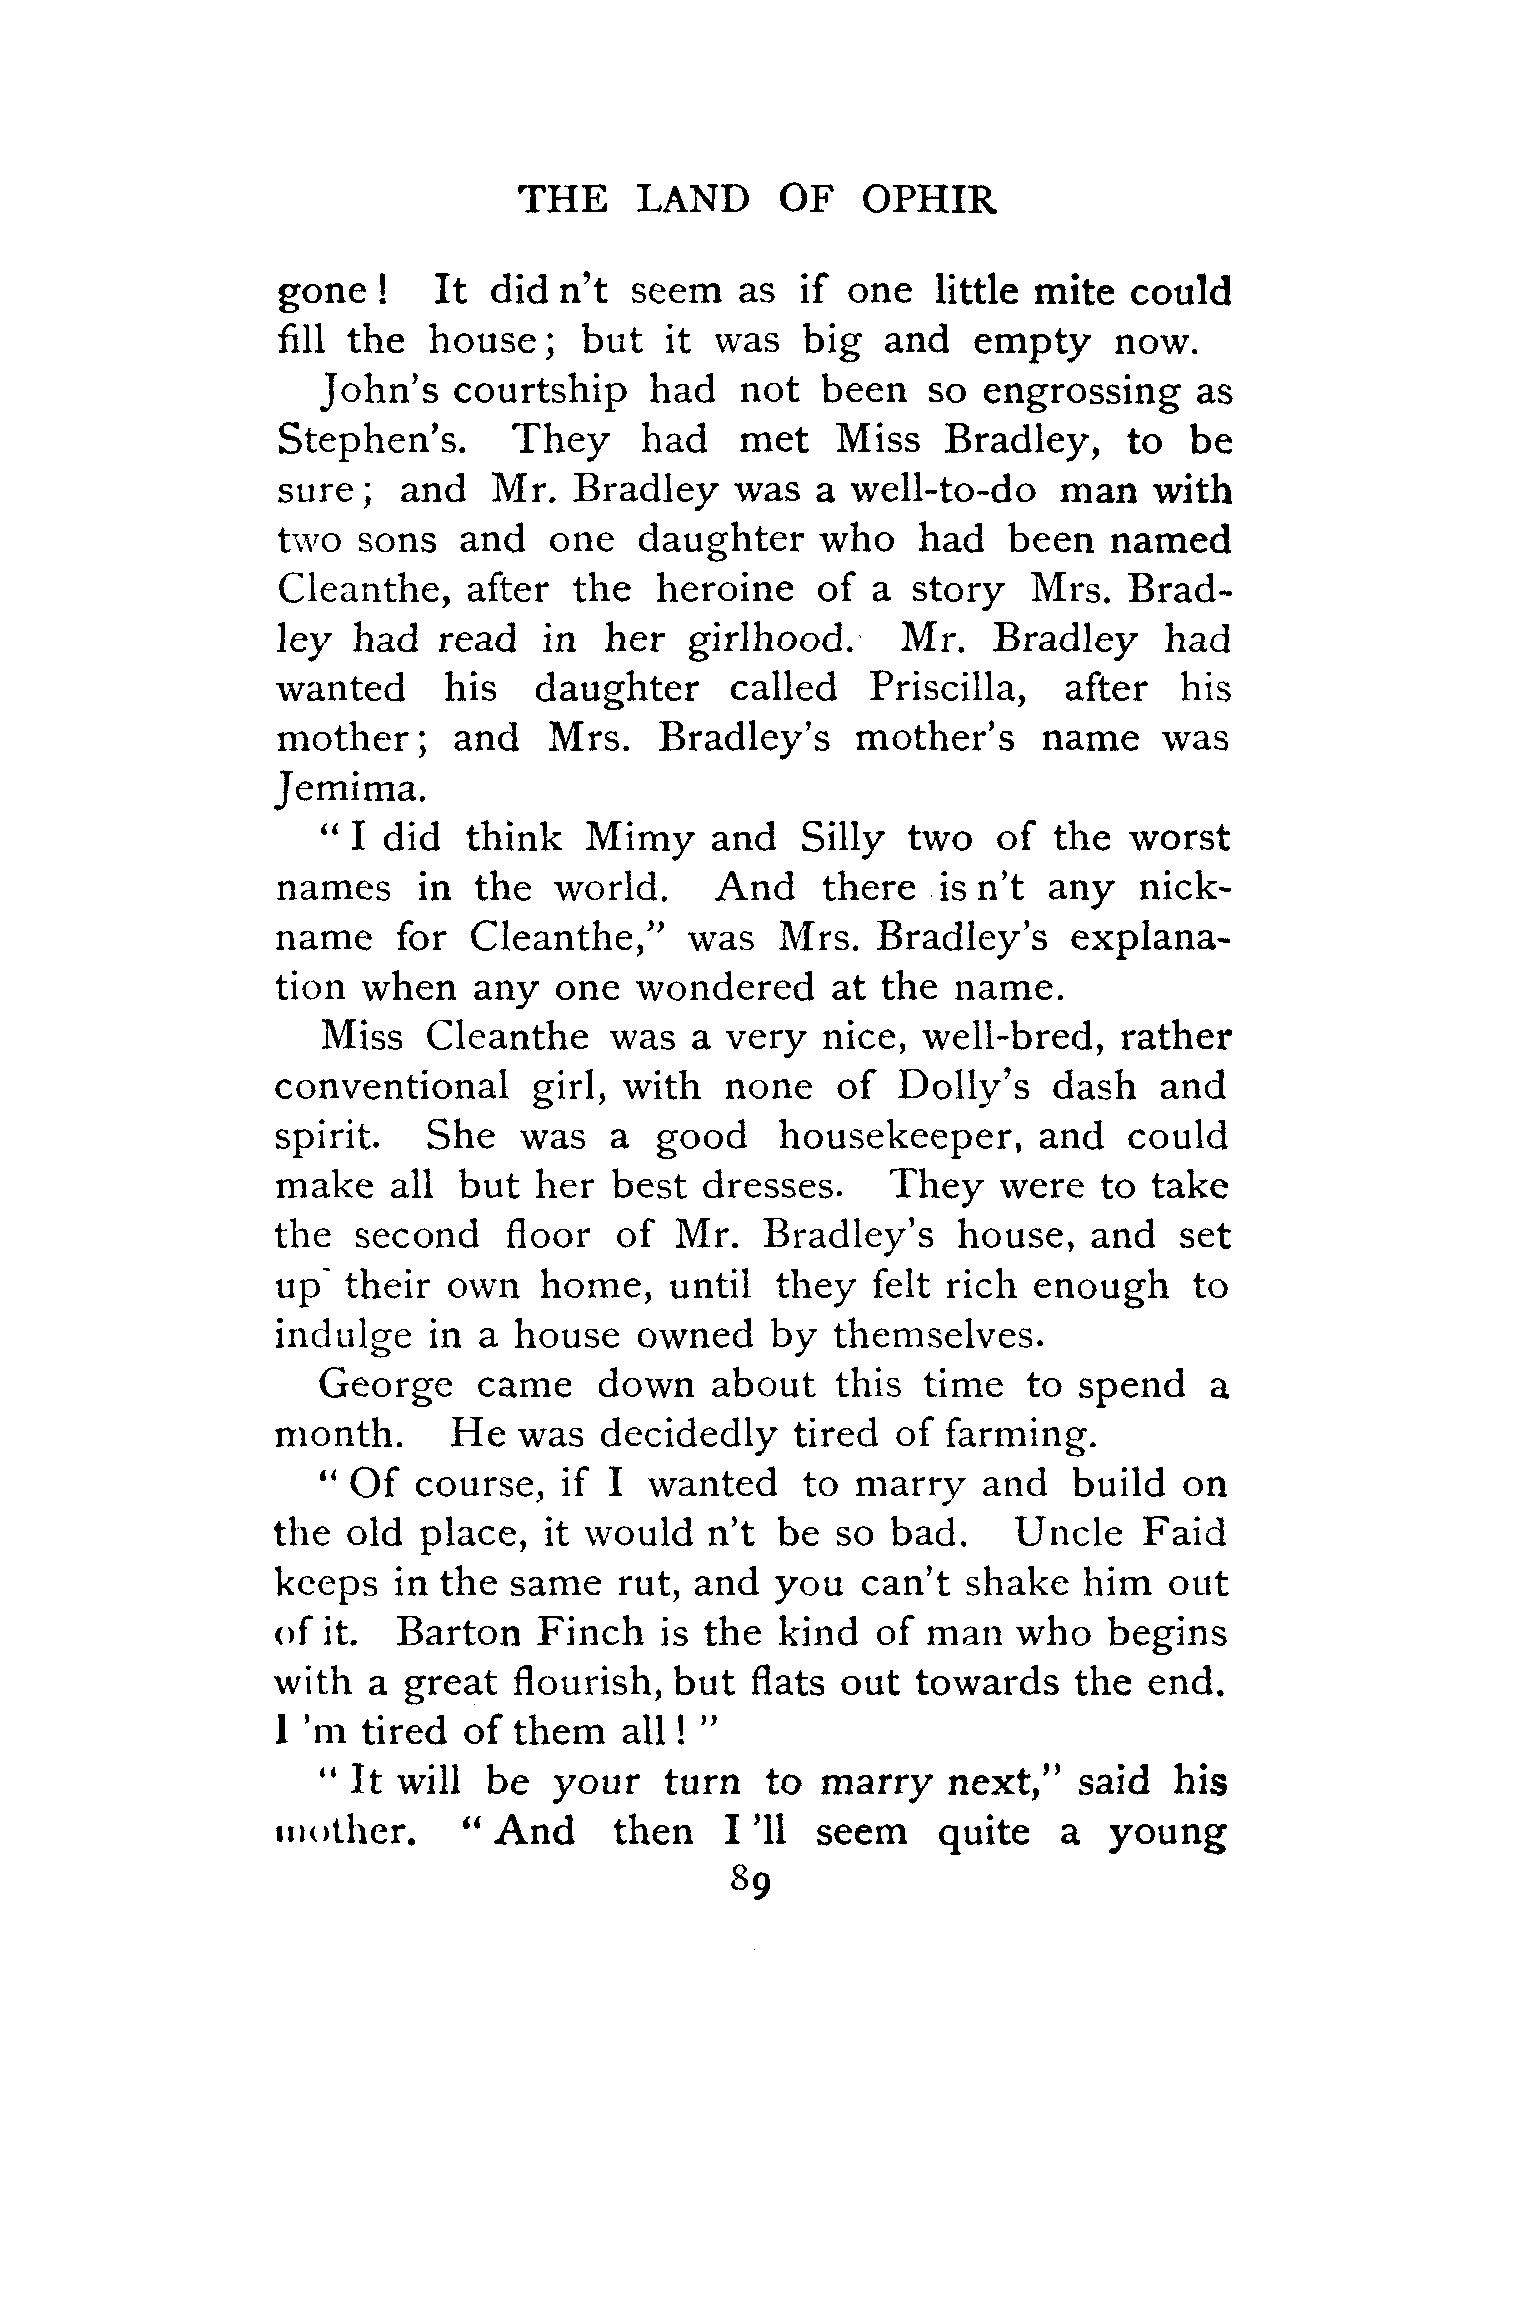 THE LAND OF OPHIR
gone! It did n't seem as if one little mite could
fill the house; but it was big and empty now.
John's courtship had not been so engrossing as
Stephen's. They had met Miss Bradley, to be
sure; and Mr. Bradley was a well-to-do man with
two sons and one daughter who had been named
Cleanthe, after the heroine of a story Mrs. Brad-
ley had read in her girlhood. Mr. Bradley had
wanted his daughter called Priscilla, after his
mother; and Mrs. Bradley's mother's name was
Jemima.
"I did think Mimy and Silly two of the worst
names in the world. And there is n't any nick-
name for Cleanthe," was Mrs. Bradley's explana-
tion when any one wondered at the name.
Miss Cleanthe was a very nice, well-bred, rather
conventional girl, with none of Dolly's dash and
spirit. She was a good housekeeper, and could
make all but her best dresses. They were to take
the second floor of Mr. Bradley's house, and set
up their own home, until they felt rich enough to
indulge in a house owned by themselves.
George came down about this time to spend a
month. He was decidedly tired of farming.
"Of course, if I wanted to marry and build on
the old place, it would n't be so bad. Uncle Faid
keeps in the same rut, and you can't shake him out
of it. Barton Finch is the kind of man who begins
with a great flourish, but flats out towards the end.
I 'm tired of them all!"
"It will be your turn to marry next," said his
mother. "And then I 'll seem quite a young
89